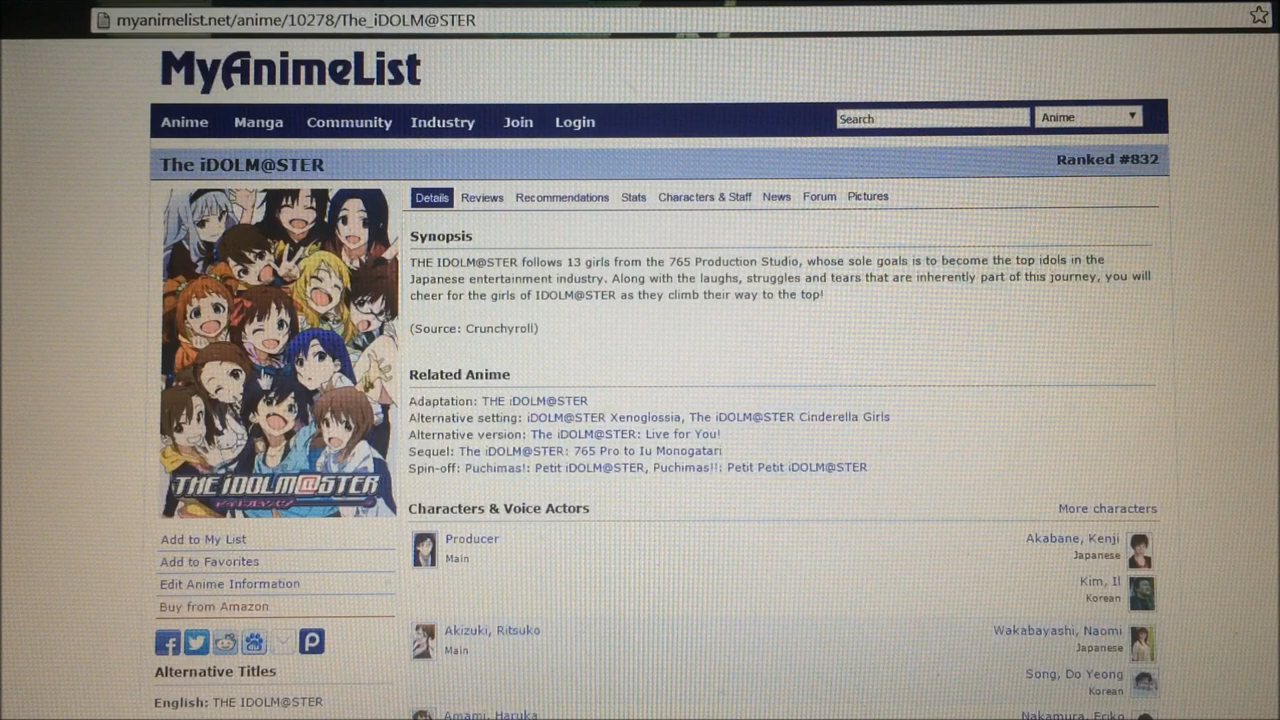 myanimelist.net/anime/10278/The_iDOLM@STER
MyAnimeList
Anime Manga Community Industry Join Login Search Anime
The iDOLM@STER Ranked #832
Details Reviews Recommendations Stats Characters & Staff News Forum Pictures
Synopsis
THE IDOLM@STER follows 13 girls from the 765 Production Studio, whose sole goals is to become the top idols in the
Japanese entertainment industry. Along with the laughs, struggles and tears that are inherently part of this journey, you will
cheer for the girls of IDOLM@STER as they climb their way to the top!
(Source: Crunchyroll)
Related Anime
Adaptation: THE iDOLM@STER
Alternative setting: iDOLM@STER Xenoglossia, The iDOLM@STER Cinderella Girls
Alternative version: The iDOLM@STER: Live for You!
Sequel: The iDOLM@STER: 765 Pro to Iu Monogatari
Spin-off: Puchimas!: Petit iDOLM@STER, Puchimas!!: Petit Petit iDOLM@STER
THE iDOLM@STER
Characters & Voice Actors More characters
Producer Akabane, Kenji
Main Japanese
Kim, Il
Korean
Akizuki, Ritsuko Wakabayashi, Naomi
Main Japanese
Song, Do Yeong
Korean
Amami, Haruka Nakamura, Eriko
Add to My List
Add to Favorites
Edit Anime Information
Buy from Amazon
Alternative Titles
English: THE IDOLM@STER